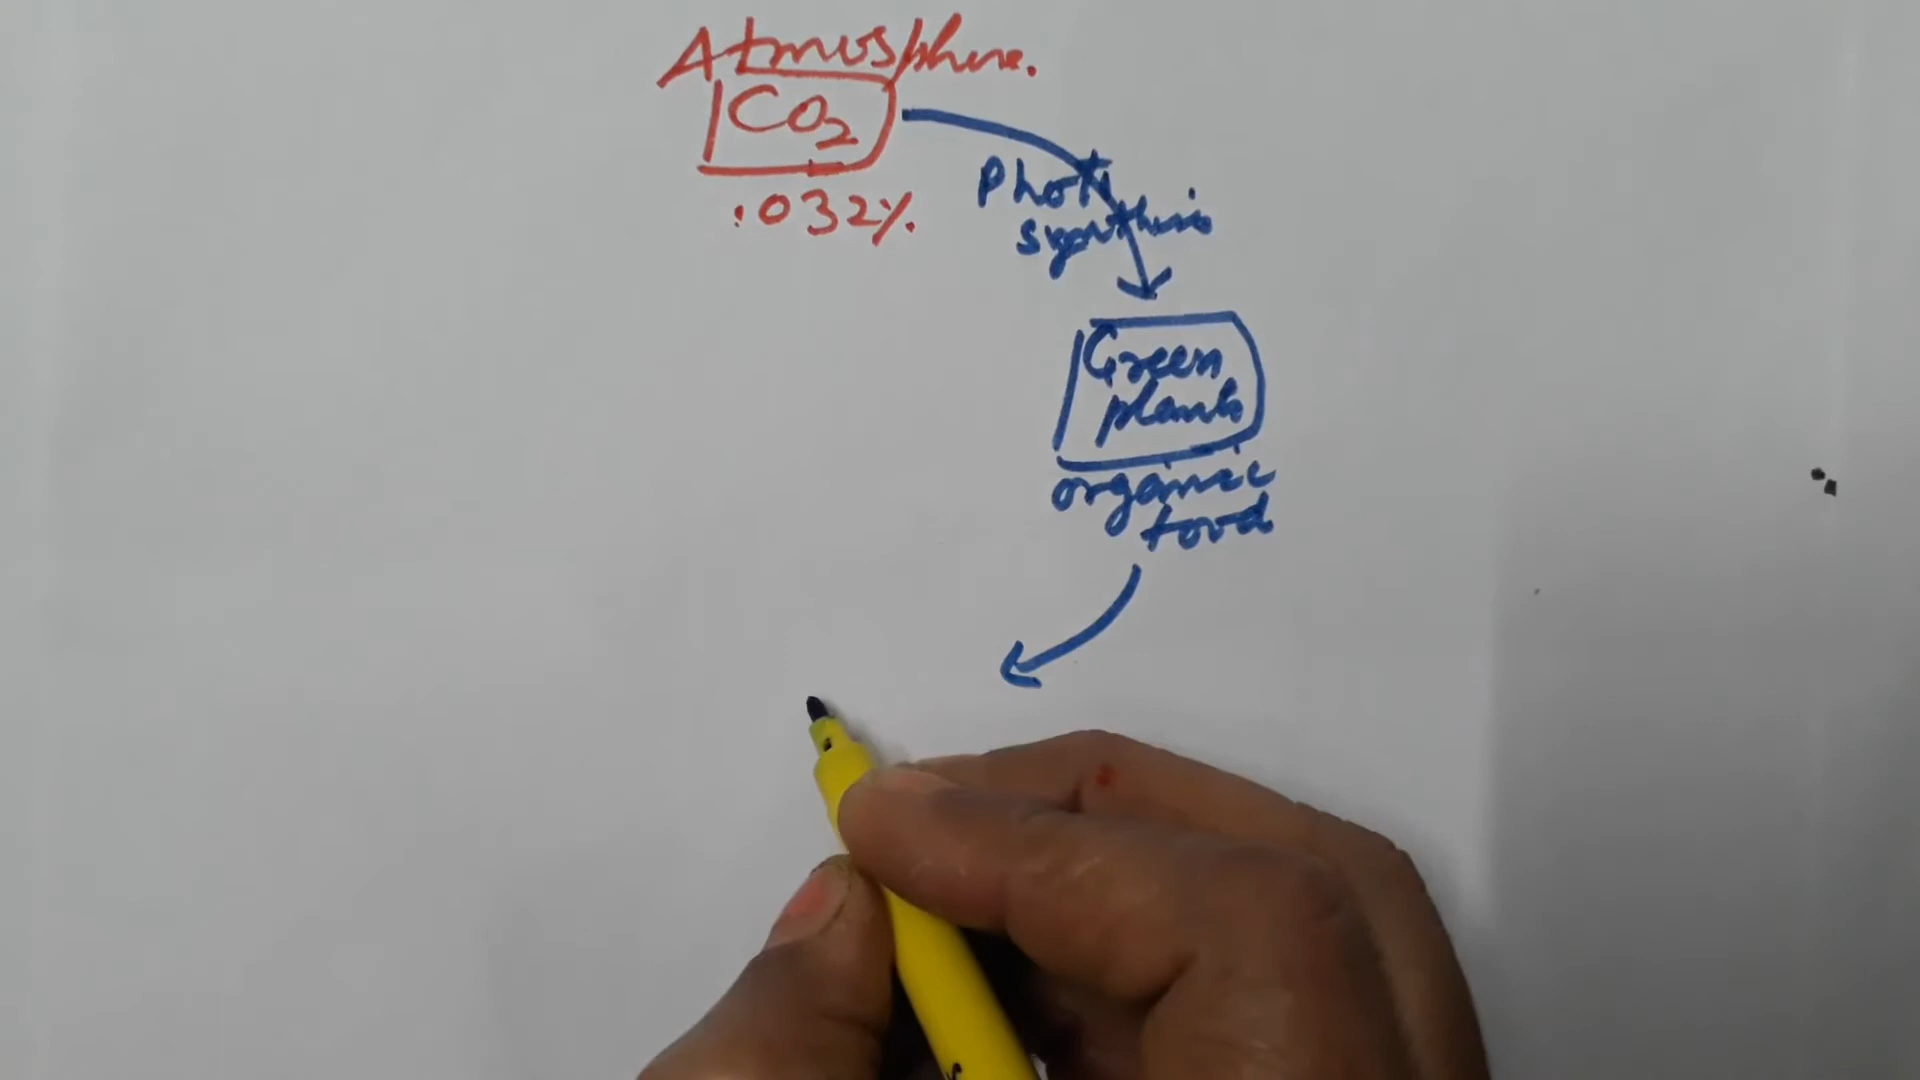 Atmosphere.
CO2
.032%.
Photo
synthesis
Green
plants
organic
food